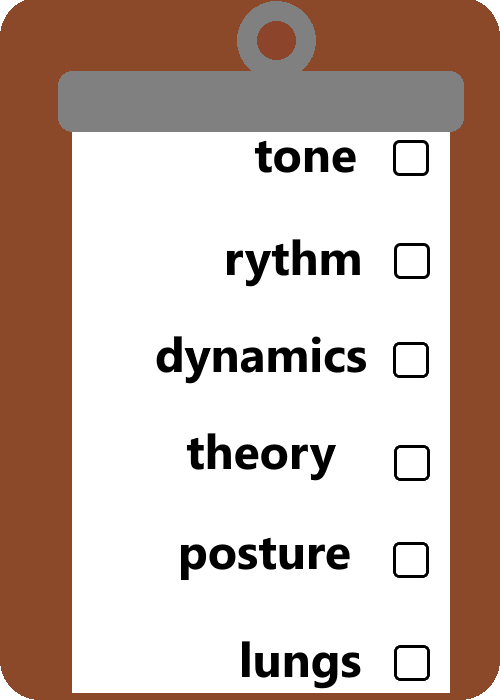 tone
rythm
dynamics
theory
posture
lungs